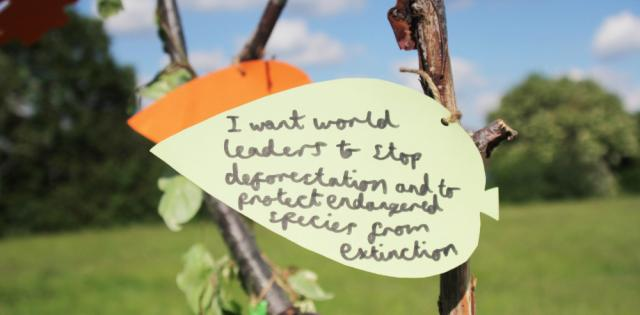 I want world
leaders to stop
deforestation and to
protect endangered
species from
extinction